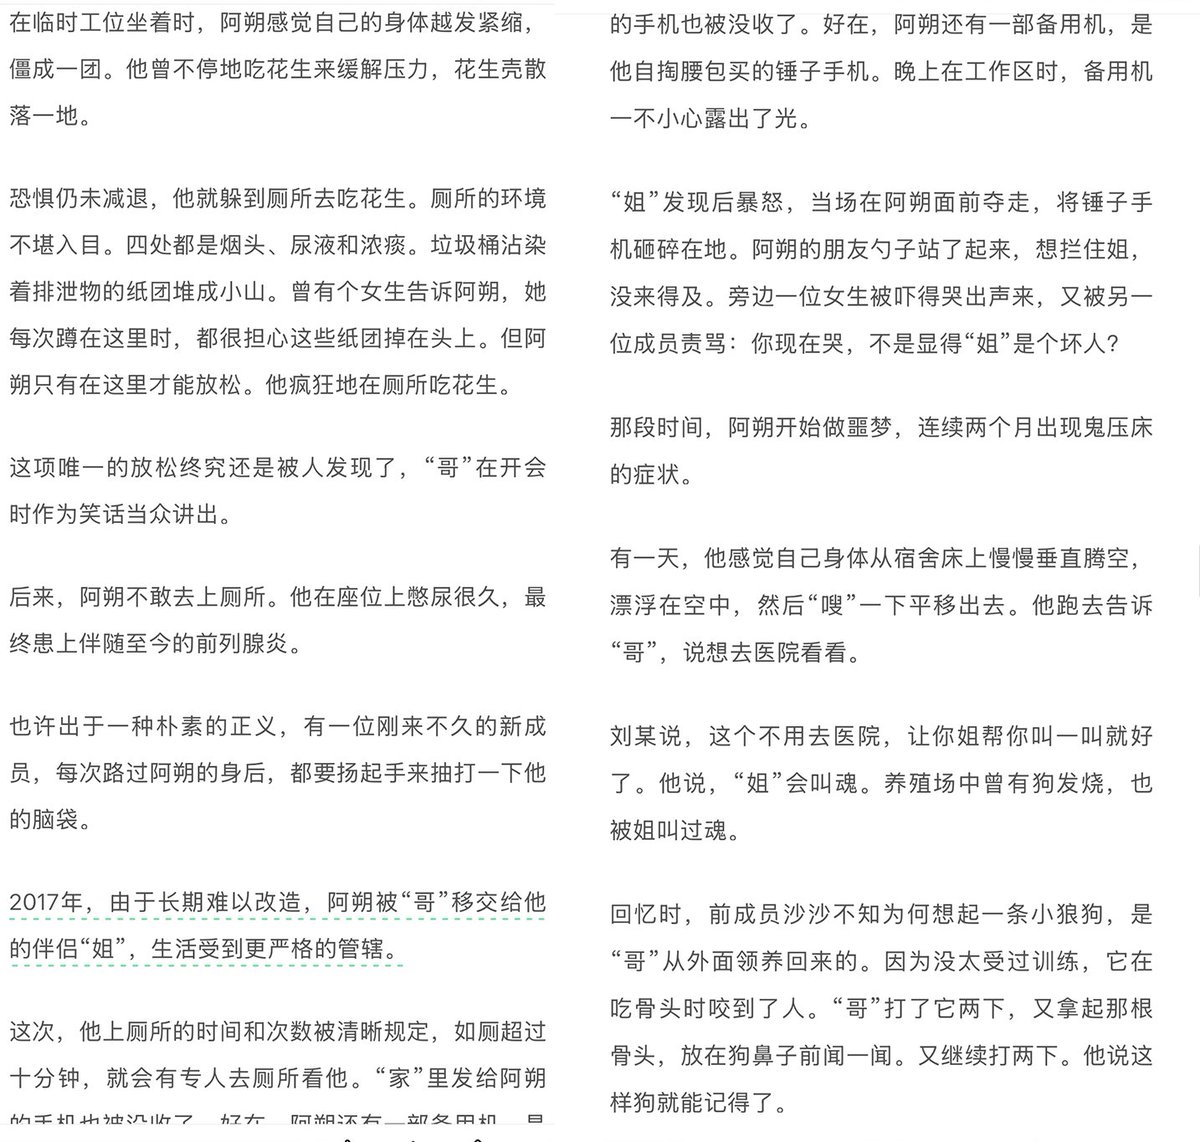 在临时工位坐着时，阿朔感觉自己的身体越发紧缩，
僵成一团。他曾不停地吃花生来缓解压力，花生壳散
落一地。
恐惧仍未减退，他就躲到厕所去吃花生。厕所的环境
不堪入目。四处都是烟头、尿液和浓痰。垃圾桶沾染
着排泄物的纸团堆成小山。曾有个女生告诉阿朔，她
每次蹲在这里时，都很担心这些纸团掉在头上。但阿
朔只有在这里才能放松。他疯狂地在厕所吃花生。
这项唯一的放松终究还是被人发现了，“哥”在开会
时作为笑话当众讲出。
后来，阿朔不敢去上厕所。他在座位上憋尿很久，最
终患上伴随至今的前列腺炎。
也许出于一种朴素的正义，有一位刚来不久的新成
员，每次路过阿朔的身后，都要扬起手来抽打一下他
的脑袋。
2017年，由于长期难以改造，阿朔被“哥”移交给他
的伴侣“姐”，生活受到更严格的管辖。
这次，他上厕所的时间和次数被清晰规定，如厕超过
十分钟，就会有专人去厕所看他。“家”里发给阿朔
的手机也被没收了。好在，阿朔还有一部备用机，是
的手机也被没收了。好在，阿朔还有一部备用机，是
他自掏腰包买的锤子手机。晚上在工作区时，备用机
一不小心露出了光。
“姐”发现后暴怒，当场在阿朔面前夺走，将锤子手
机砸碎在地。阿朔的朋友勺子站了起来，想拦住姐，
没来得及。旁边一位女生被吓得哭出声来，又被另一
位成员责骂：你现在哭，不是显得“姐”是个坏人？
那段时间，阿朔开始做噩梦，连续两个月出现鬼压床
的症状。
有一天，他感觉自己身体从宿舍床上慢慢垂直腾空，
漂浮在空中，然后“嗖”一下平移出去。他跑去告诉
“哥”，说想去医院看看。
刘某说，这个不用去医院，让你姐帮你叫一叫就好
了。他说，“姐”会叫魂。养殖场中曾有狗发烧，也
被姐叫过魂。
回忆时，前成员沙沙不知为何想起一条小狼狗，是
“哥”从外面领养回来的。因为没太受过训练，它在
吃骨头时咬到了人。“哥”打了它两下，又拿起那根
骨头，放在狗鼻子前闻一闻。又继续打两下。他说这
样狗就能记得了。